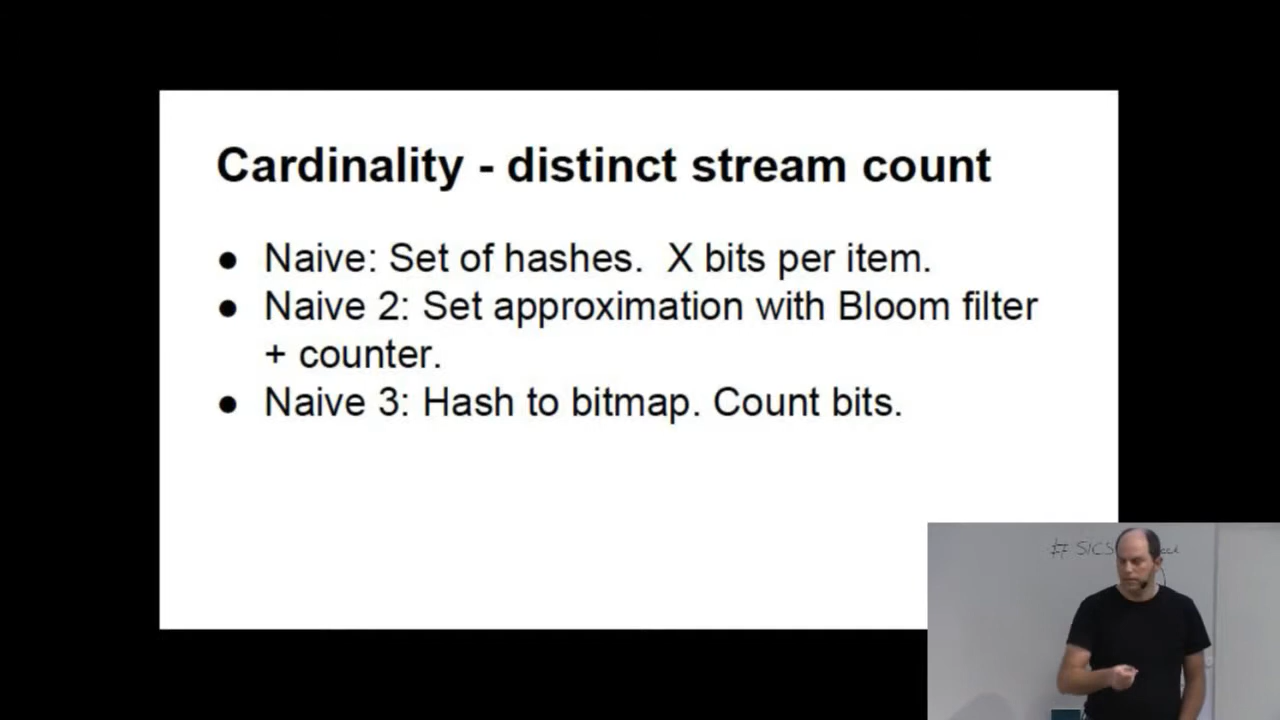 Cardinality - distinct stream count
● Naive: Set of hashes. X bits per item.
● Naive 2: Set approximation with Bloom filter
+ counter.
● Naive 3: Hash to bitmap. Count bits.
# SICS